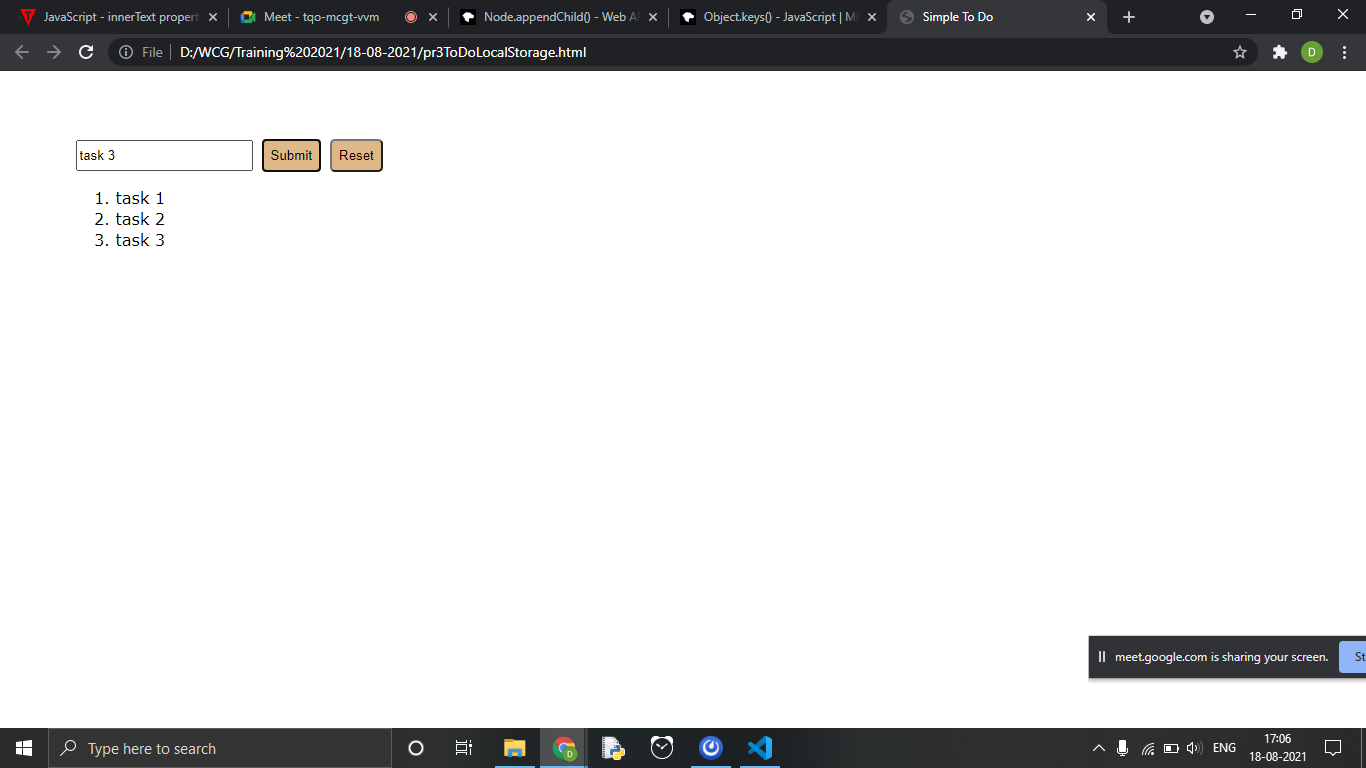 JavaScript - innerText propert
Meet - tqo-mcgt-vvm
Node.appendChild() - Web A
Object.keys() - JavaScript | M
Simple To Do
File
D:/WCG/Training%202021/18-08-2021/pr3ToDoLocalStorage.html
D
task 3
Submit
Reset
1. task 1
2. task 2
3. task 3
meet.google.com is sharing your screen.
St
Type here to search
D
ENG
17:06
18-08-2021